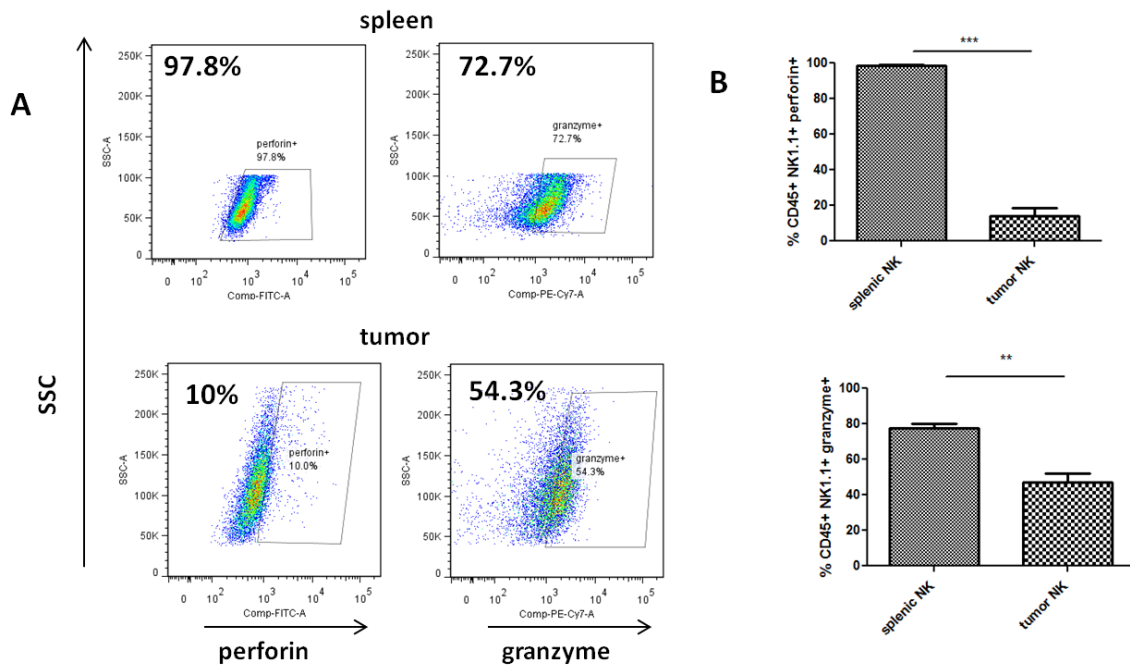 spleen
A
97.8%
250K
200K
150K
100K
50K
0
SSC-A
perforin+
97.8%
0 10^2 10^3 10^4 10^5
Comp-FITC-A
72.7%
250K
200K
150K
100K
50K
0
SSC-A
granzyme+
72.7%
0 10^2 10^3 10^4 10^5
Comp-PE-Cy7-A
SSC
tumor
10%
250K
200K
150K
100K
50K
0
SSC-A
perforin+
10.0%
0 10^2 10^3 10^4 10^5
Comp-FITC-A
perforin
54.3%
250K
200K
150K
100K
50K
0
SSC-A
granzyme+
54.3%
0 10^2 10^3 10^4 10^5
Comp-PE-Cy7-A
granzyme
B
***
100
80
60
40
20
0
% CD45+ NK1.1+ perforin+
splenic NK
tumor NK
**
100
80
60
40
20
0
% CD45+ NK1.1+ granzyme+
splenic NK
tumor NK